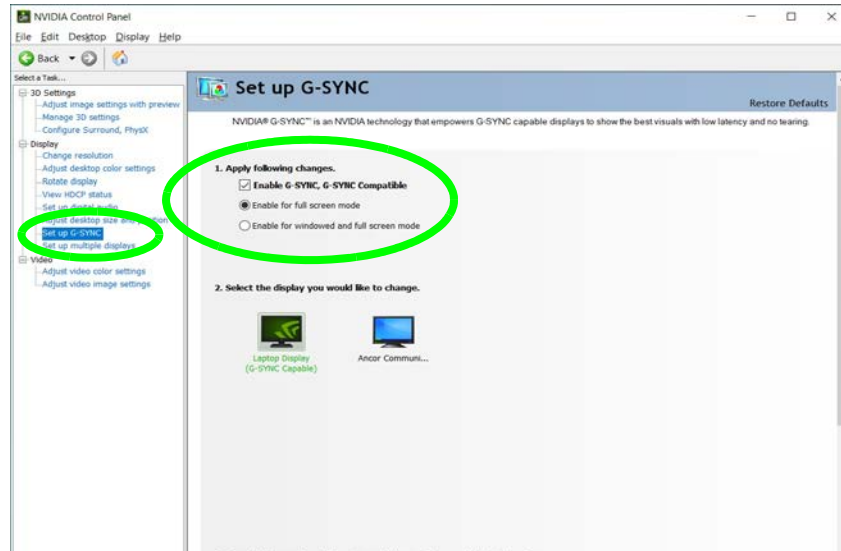 NVIDIA Control Panel
File Edit Desktop Display Help
Back
Select a Task...
3D Settings
Adjust image settings with preview
Manage 3D settings
Configure Surround, PhysX
Display
Change resolution
Adjust desktop color settings
Rotate display
View HDCP status
Set up digital audio
Adjust desktop size and position
Set up G-SYNC
Set up multiple displays
Video
Adjust video color settings
Adjust video image settings
Set up G-SYNC
Restore Defaults
NVIDIA® G-SYNC™ is an NVIDIA technology that empowers G-SYNC capable displays to show the best visuals with low latency and no tearing.
1. Apply following changes.
Enable G-SYNC, G-SYNC Compatible
Enable for full screen mode
Enable for windowed and full screen mode
2. Select the display you would like to change.
Laptop Display
(G-SYNC Capable)
Ancor Communi...